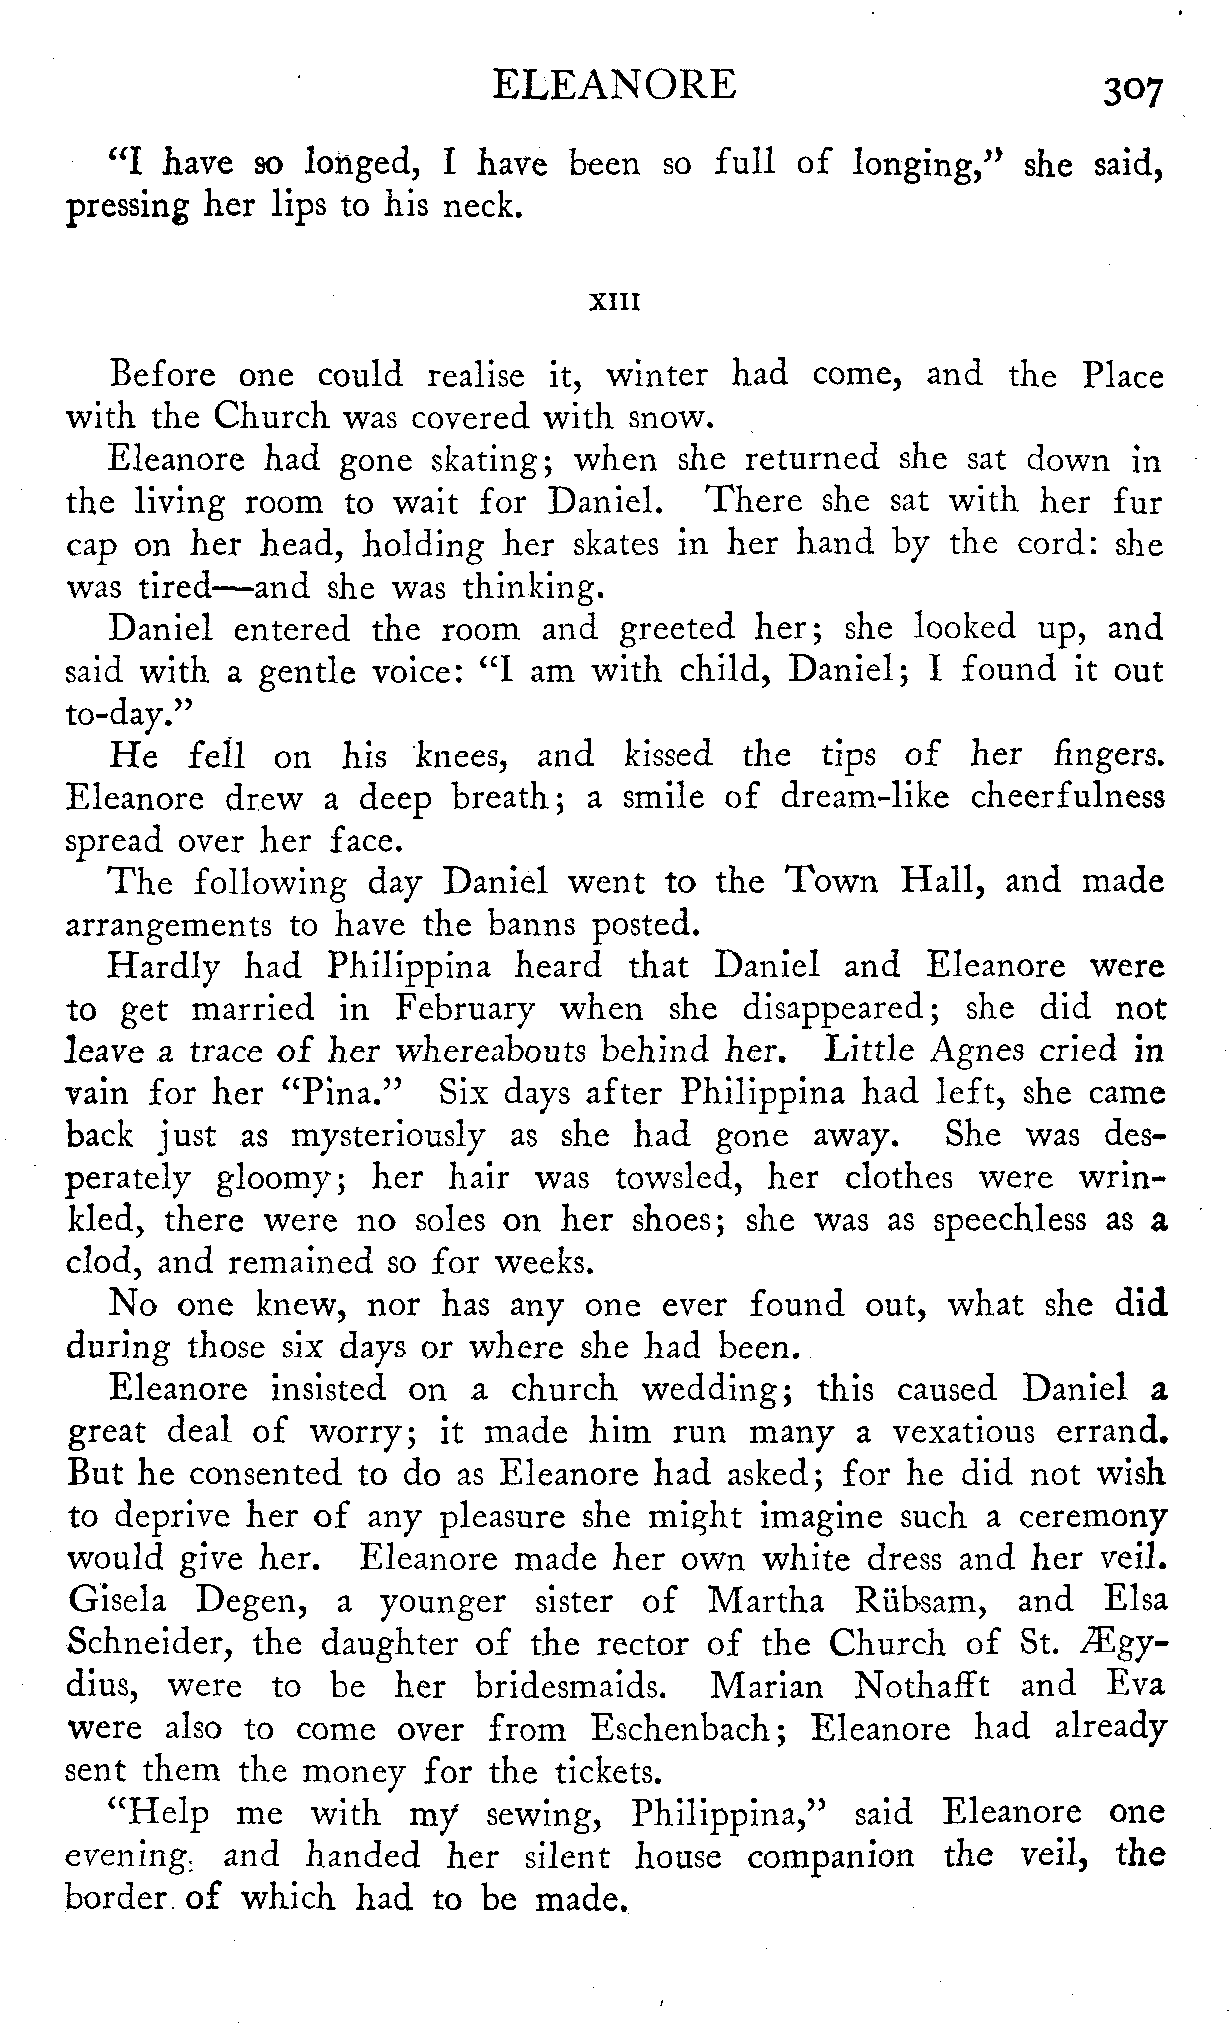 ELEANORE 307
“I have so longed, I have been so full of longing,” she said,
pressing her lips to his neck.
XIII
Before one could realise it, winter had come, and the Place
with the Church was covered with snow.
Eleanore had gone skating; when she returned she sat down in
the living room to wait for Daniel. There she sat with her fur
cap on her head, holding her skates in her hand by the cord: she
was tired—and she was thinking.
Daniel entered the room and greeted her; she looked up, and
said with a gentle voice: “I am with child, Daniel; I found it out
to-day.”
He fell on his knees, and kissed the tips of her fingers.
Eleanore drew a deep breath; a smile of dream-like cheerfulness
spread over her face.
The following day Daniel went to the Town Hall, and made
arrangements to have the banns posted.
Hardly had Philippina heard that Daniel and Eleanore were
to get married in February when she disappeared; she did not
leave a trace of her whereabouts behind her. Little Agnes cried in
vain for her “Pina.” Six days after Philippina had left, she came
back just as mysteriously as she had gone away. She was des-
perately gloomy; her hair was towsled, her clothes were wrin-
kled, there were no soles on her shoes; she was as speechless as a
clod, and remained so for weeks.
No one knew, nor has any one ever found out, what she did
during those six days or where she had been.
Eleanore insisted on a church wedding; this caused Daniel a
great deal of worry; it made him run many a vexatious errand.
But he consented to do as Eleanore had asked; for he did not wish
to deprive her of any pleasure she might imagine such a ceremony
would give her. Eleanore made her own white dress and her veil.
Gisela Degen, a younger sister of Martha Rübsam, and Elsa
Schneider, the daughter of the rector of the Church of St. Ægy-
dius, were to be her bridesmaids. Marian Nothafft and Eva
were also to come over from Eschenbach; Eleanore had already
sent them the money for the tickets.
“Help me with my sewing, Philippina,” said Eleanore one
evening, and handed her silent house companion the veil, the
border of which had to be made.